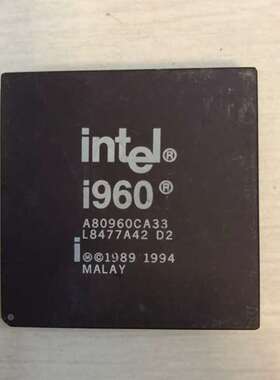 intel®
i960®
A80960CA33
L8477A42 D2
i Ⓜ©1989 1994
MALAY